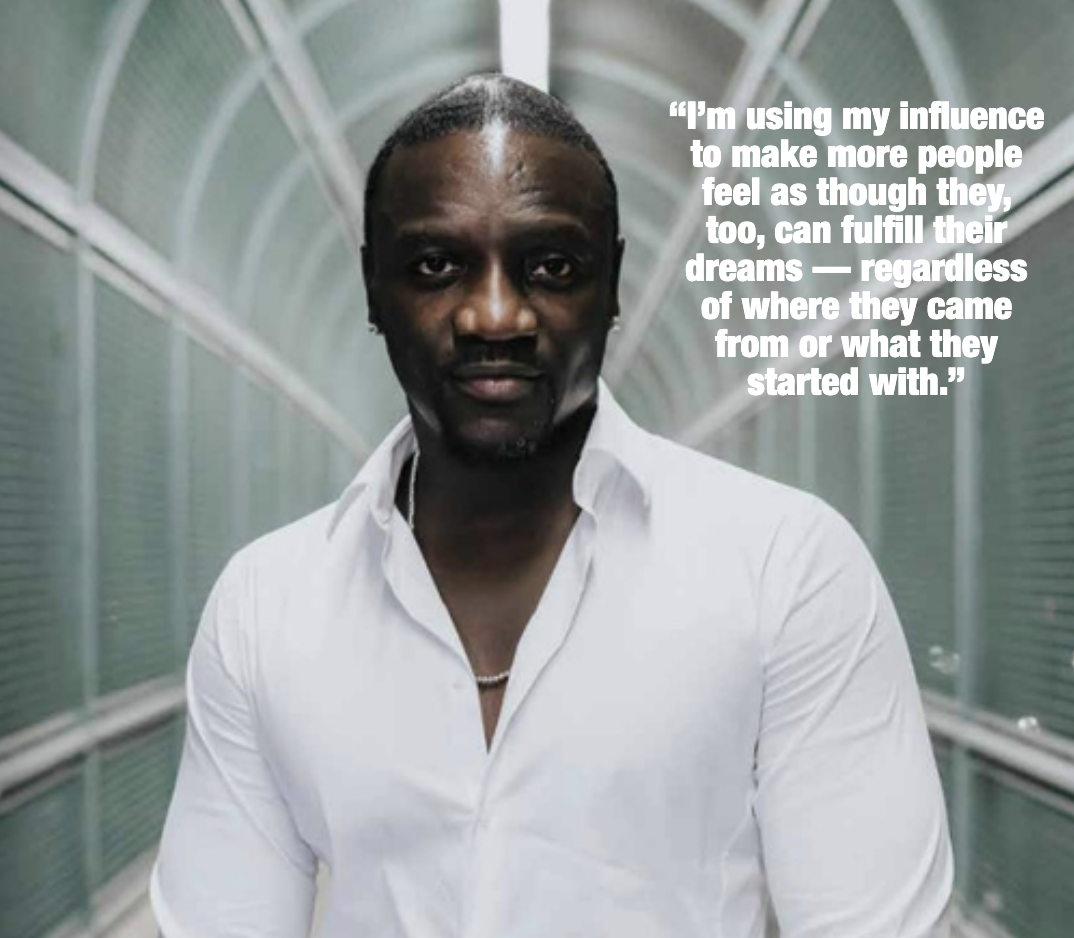 “I’m using my influence
to make more people
feel as though they,
too, can fulfill their
dreams — regardless
of where they came
from or what they
started with.”